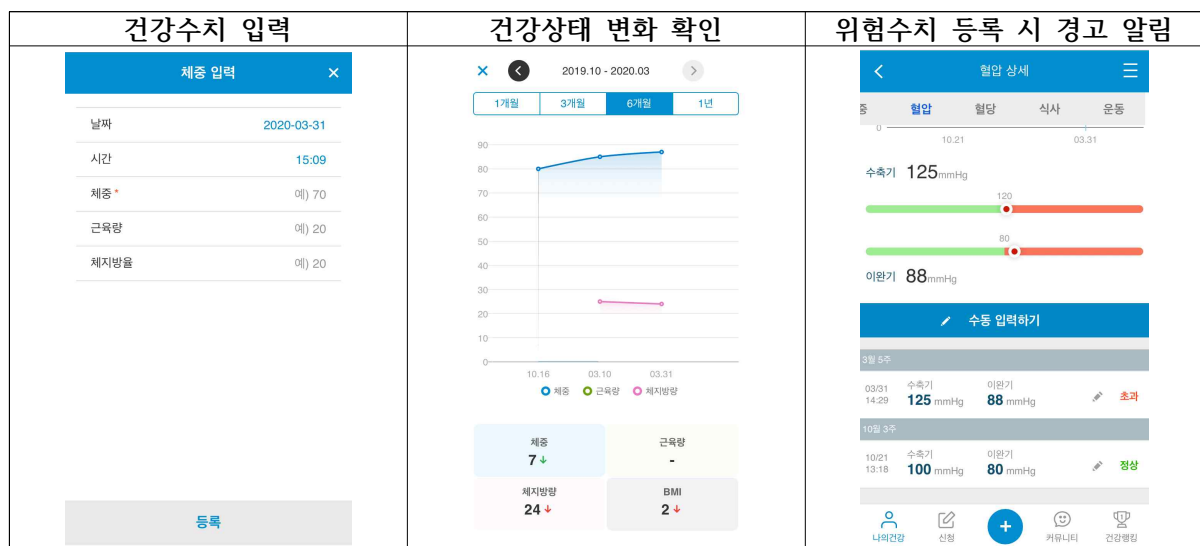 건강수치 입력
건강상태 변화 확인
위험수치 등록 시 경고 알림
체중 입력 ×
날짜 2020-03-31
시간 15:09
체중 * 예) 70
근육량 예) 20
체지방율 예) 20
등록
× 2019.10 - 2020.03
1개월 3개월 6개월 1년
90
80
70
60
50
40
30
20
10
0
10.16 03.10 03.31
체중 근육량 체지방량
체중 근육량
7↓ -
체지방량 BMI
24↓ 2↓
혈압 상세
중 혈압 혈당 식사 운동
0
10.21 03.31
수축기 125mmHg
120
80
이완기 88mmHg
수동 입력하기
3월 5주
03/31 수축기 이완기
14:29 125 mmHg 88 mmHg 초과
10월 3주
10/21 수축기 이완기
13:18 100 mmHg 80 mmHg 정상
나의건강 신청 + 커뮤니티 건강랭킹